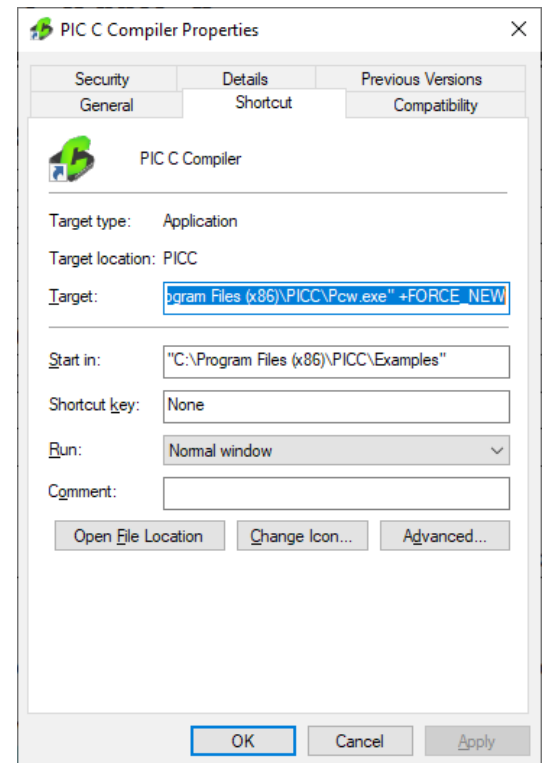 PIC C Compiler Properties
Security Details Previous Versions
General Shortcut Compatibility
PIC C Compiler
Target type: Application
Target location: PICC
Target: ogram Files (x86)\PICC\Pcw.exe" +FORCE_NEW
Start in: "C:\Program Files (x86)\PICC\Examples"
Shortcut key: None
Run: Normal window
Comment:
Open File Location Change Icon... Advanced...
OK Cancel Apply